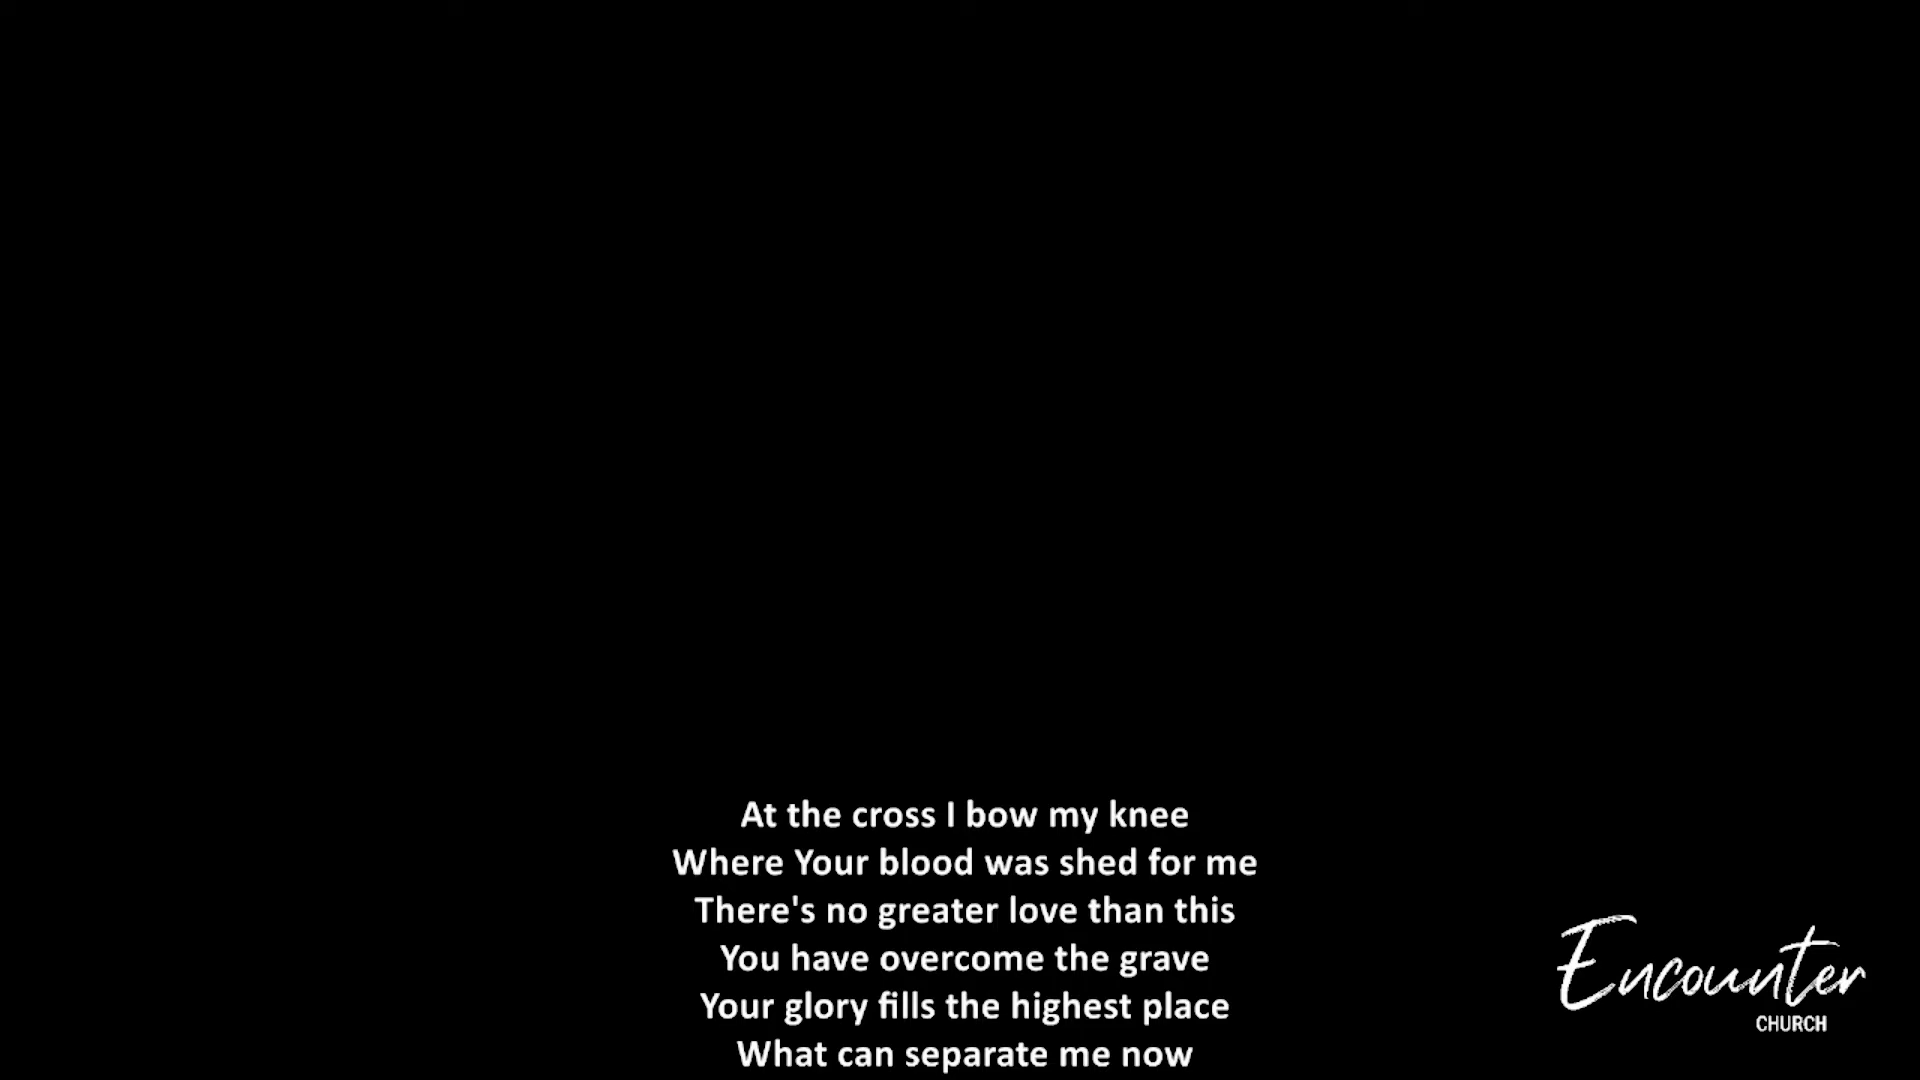 At the cross I bow my knee
Where Your blood was shed for me
There's no greater love than this
You have overcome the grave
Your glory fills the highest place
What can separate me now
Encounter
CHURCH